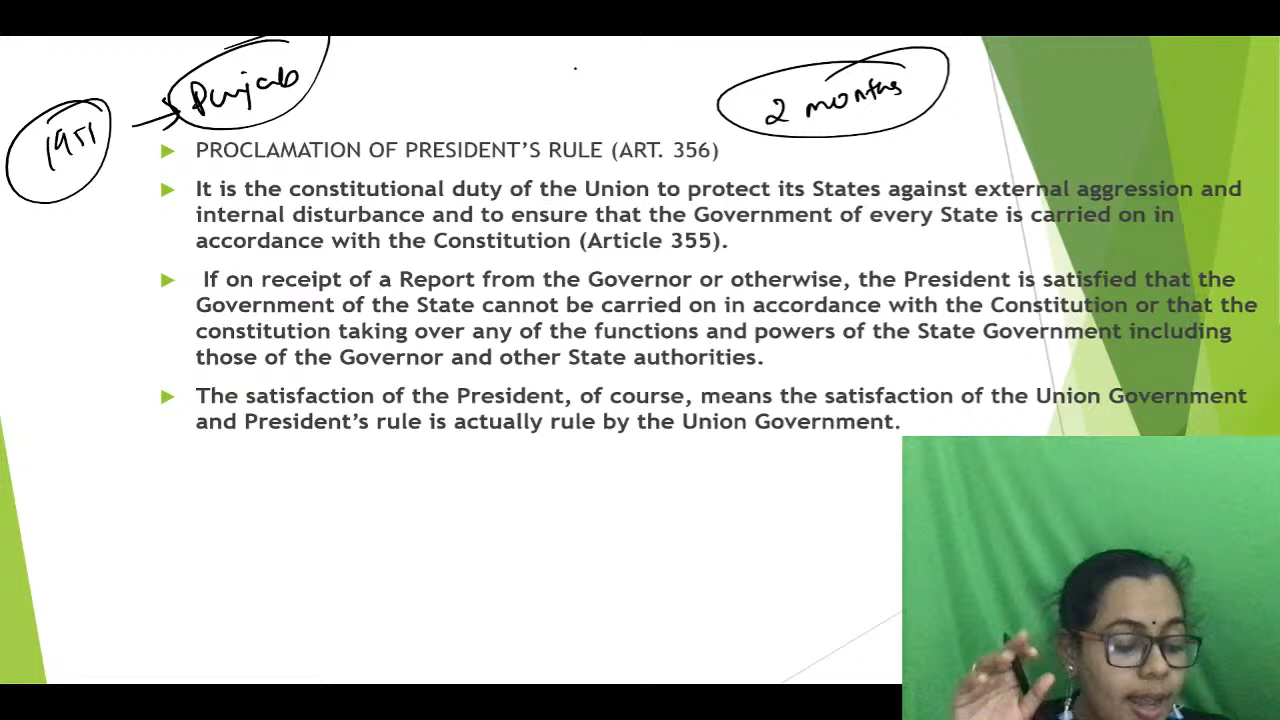 Punjab
1951
2 months
PROCLAMATION OF PRESIDENT'S RULE (ART. 356)
It is the constitutional duty of the Union to protect its States against external aggression and
internal disturbance and to ensure that the Government of every State is carried on in
accordance with the Constitution (Article 355).
If on receipt of a Report from the Governor or otherwise, the President is satisfied that the
Government of the State cannot be carried on in accordance with the Constitution or that the
constitution taking over any of the functions and powers of the State Government including
those of the Governor and other State authorities.
The satisfaction of the President, of course, means the satisfaction of the Union Government
and President's rule is actually rule by the Union Government.